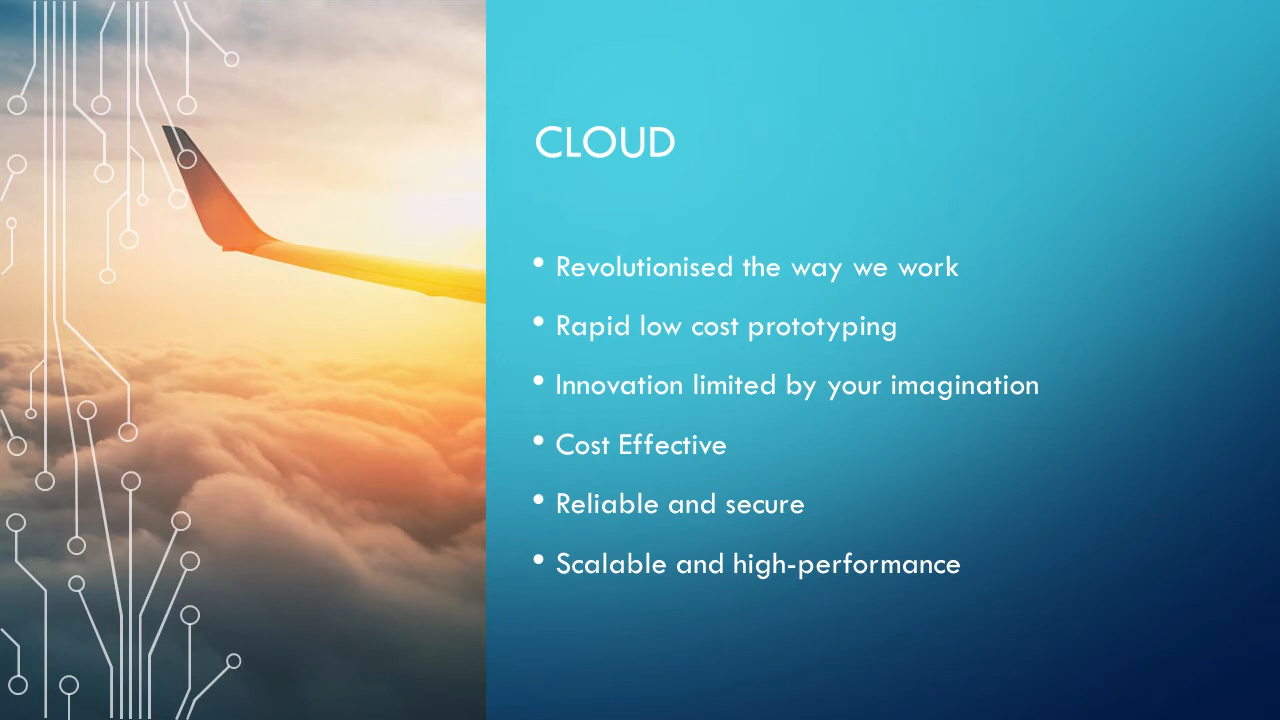 CLOUD
• Revolutionised the way we work
• Rapid low cost prototyping
• Innovation limited by your imagination
• Cost Effective
• Reliable and secure
• Scalable and high-performance